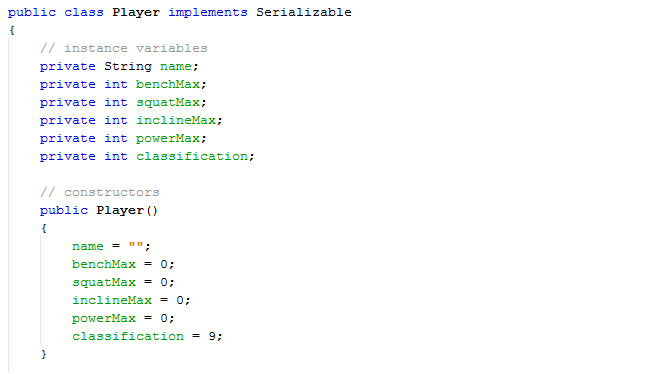 public class Player implements Serializable
{
    // instance variables
    private String name;
    private int benchMax;
    private int squatMax;
    private int inclineMax;
    private int powerMax;
    private int classification;

    // constructors
    public Player()
    {
        name = "";
        benchMax = 0;
        squatMax = 0;
        inclineMax = 0;
        powerMax = 0;
        classification = 9;
    }